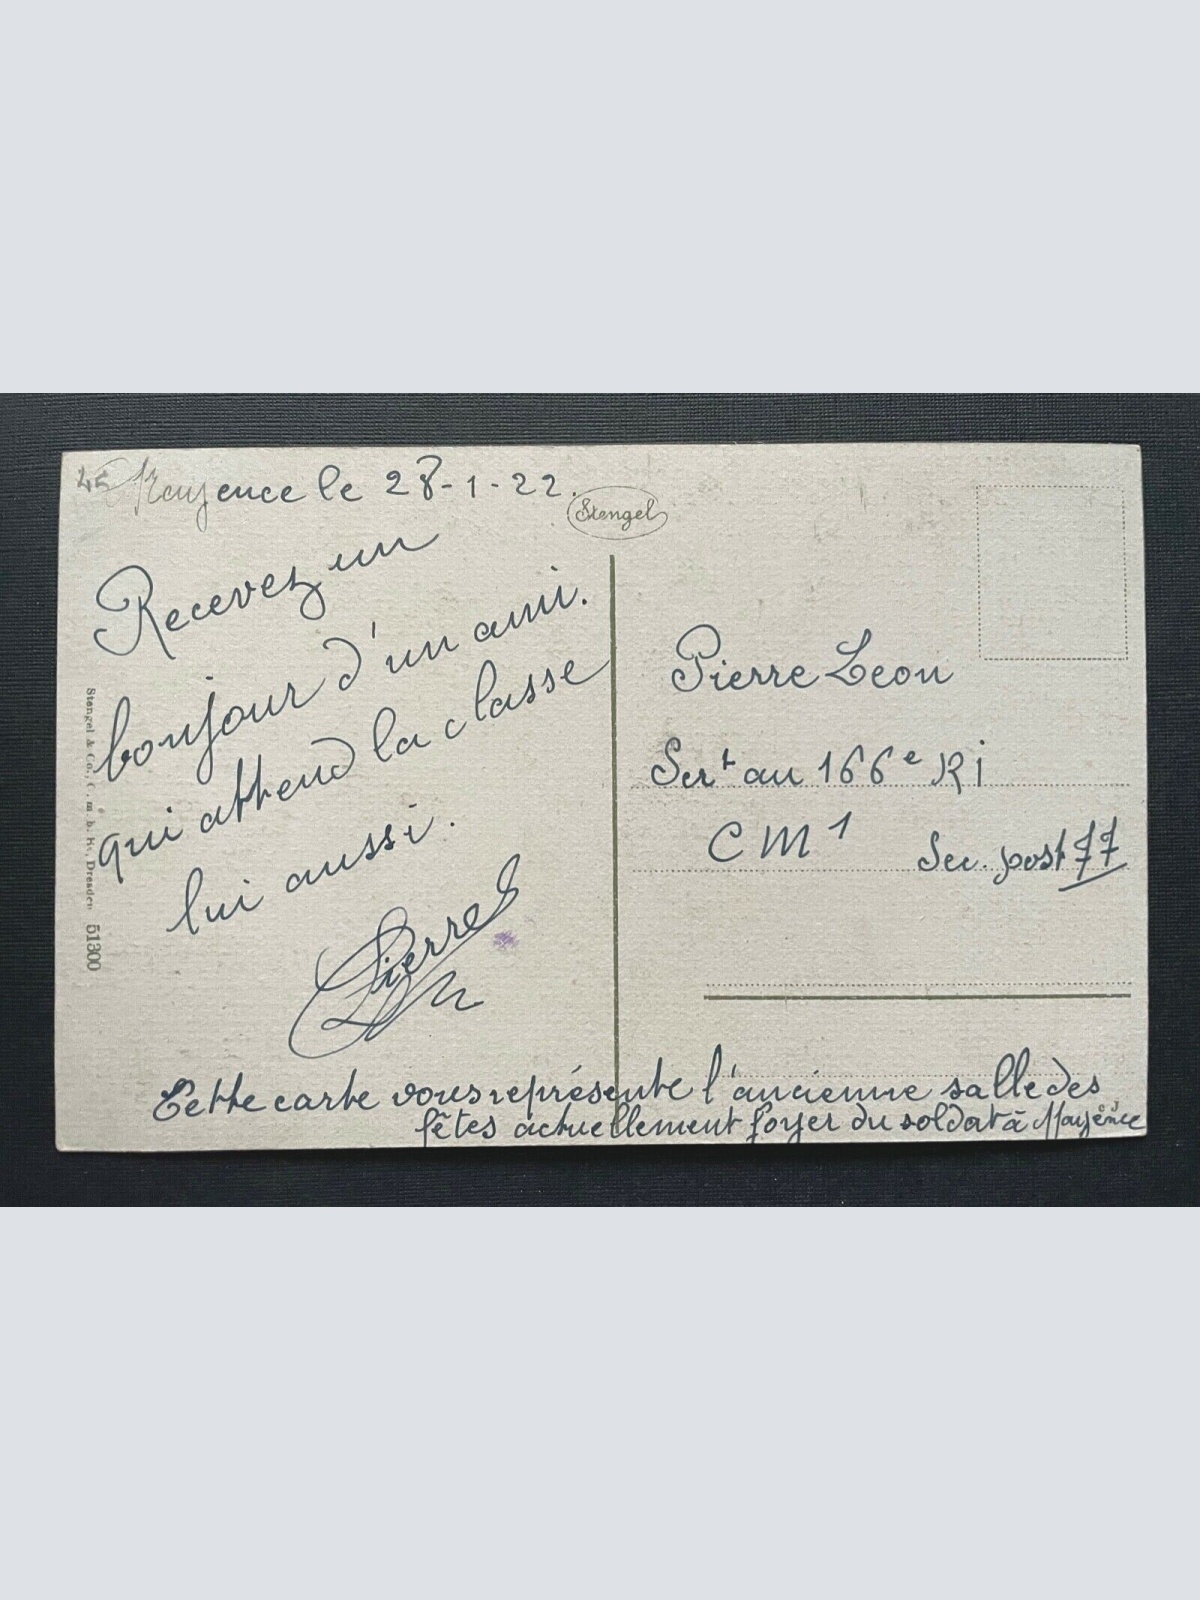 Mayence le 28-1-22.
Stengel
Recevez un
bonjour d'un ami.
qui attend la classe
lui aussi.
Pierre
Pierre Leon
Sert au 166e RI
CM1
Sec. post 77
Cette carte vous représente l'ancienne salle des
fêtes actuellement foyer du soldat à Mayence
Stengel & Co., G. m. b. H., Dresden 51300